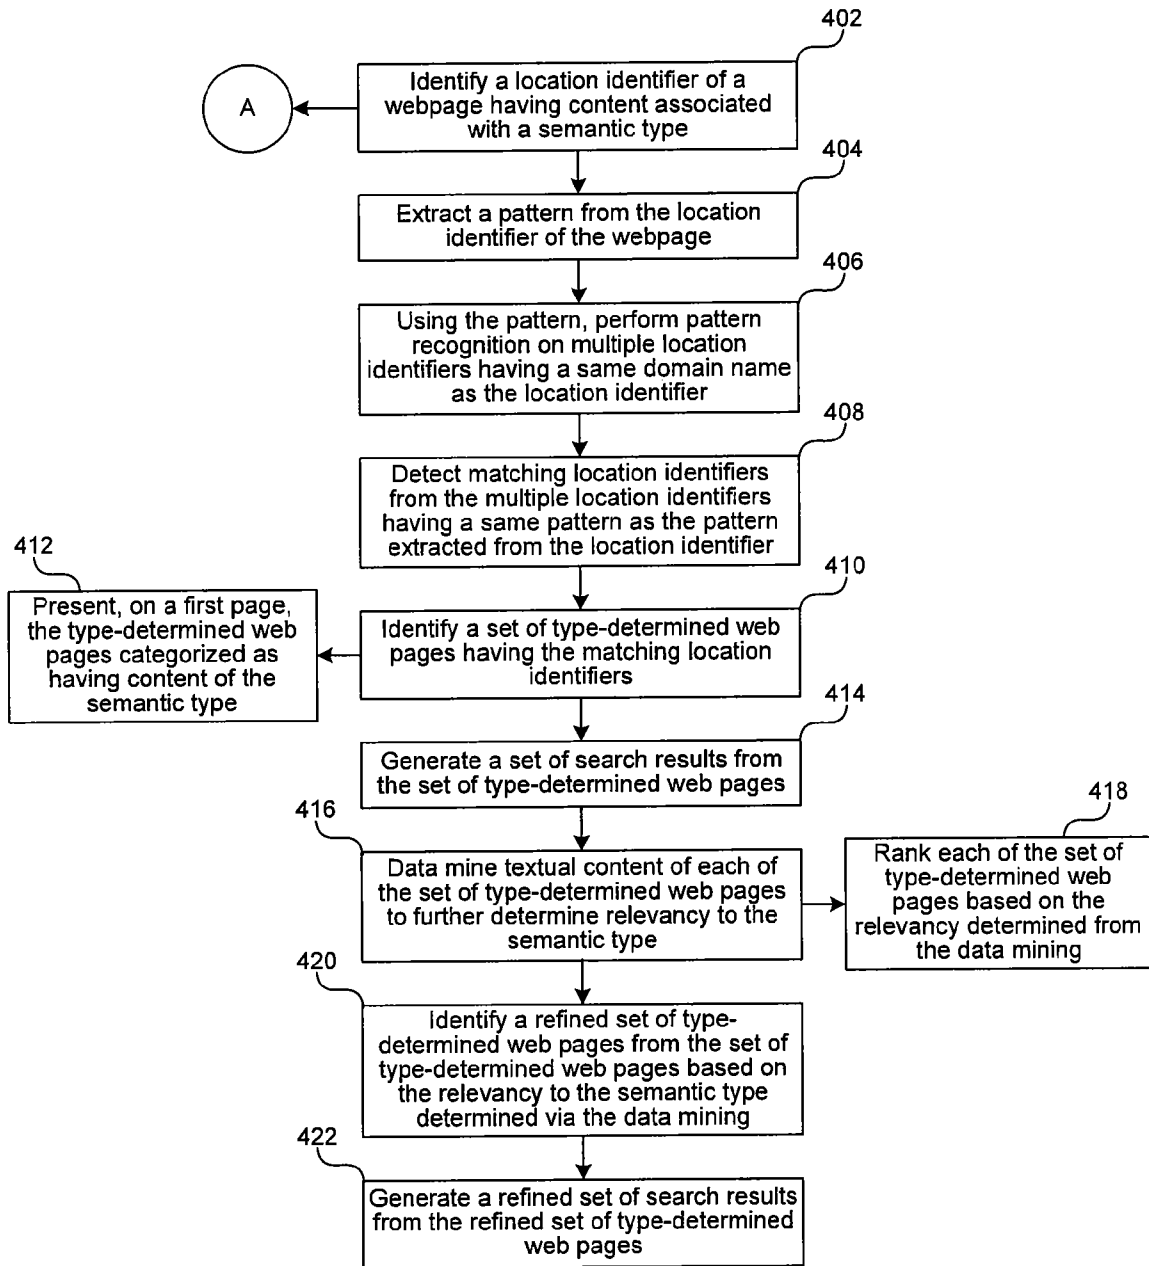 402
Identify a location identifier of a
webpage having content associated
with a semantic type
A
404
Extract a pattern from the location
identifier of the webpage
406
Using the pattern, perform pattern
recognition on multiple location
identifiers having a same domain name
as the location identifier
408
Detect matching location identifiers
from the multiple location identifiers
having a same pattern as the pattern
extracted from the location identifier
412
Present, on a first page,
the type-determined web
pages categorized as
having content of the
semantic type
410
Identify a set of type-determined web
pages having the matching location
identifiers
414
Generate a set of search results from
the set of type-determined web pages
416
Data mine textual content of each of
the set of type-determined web pages
to further determine relevancy to the
semantic type
418
Rank each of the set of
type-determined web
pages based on the
relevancy determined from
the data mining
420
Identify a refined set of type-
determined web pages from the set of
type-determined web pages based on
the relevancy to the semantic type
determined via the data mining
422
Generate a refined set of search results
from the refined set of type-determined
web pages